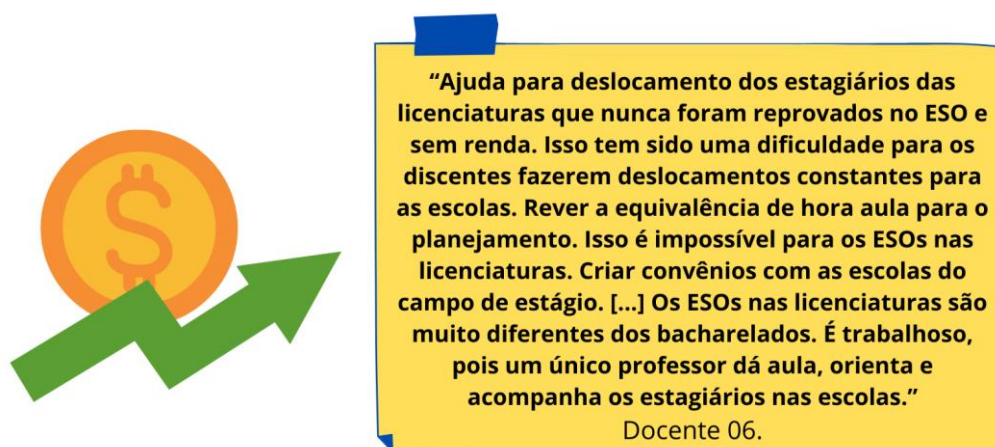 “Ajuda para deslocamento dos estagiários das
licenciaturas que nunca foram reprovados no ESO e
sem renda. Isso tem sido uma dificuldade para os
discentes fazerem deslocamentos constantes para
as escolas. Rever a equivalência de hora aula para o
planejamento. Isso é impossível para os ESOs nas
licenciaturas. Criar convênios com as escolas do
campo de estágio. [...] Os ESOs nas licenciaturas são
muito diferentes dos bacharelados. É trabalhoso,
pois um único professor dá aula, orienta e
acompanha os estagiários nas escolas.”
Docente 06.